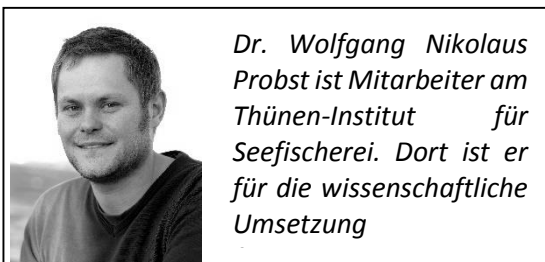 Dr. Wolfgang Nikolaus
Probst ist Mitarbeiter am
Thünen-Institut für
Seefischerei. Dort ist er
für die wissenschaftliche
Umsetzung